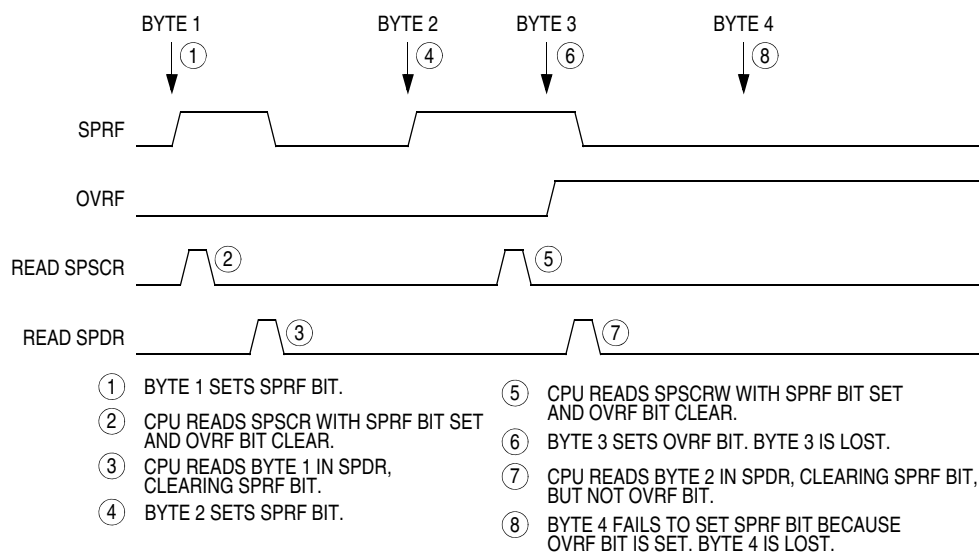 BYTE 1 BYTE 2 BYTE 3 BYTE 4
1 4 6 8
SPRF
OVRF
READ SPSCR 2 5
READ SPDR 3 7
1 BYTE 1 SETS SPRF BIT.
2 CPU READS SPSCR WITH SPRF BIT SET
AND OVRF BIT CLEAR.
3 CPU READS BYTE 1 IN SPDR,
CLEARING SPRF BIT.
4 BYTE 2 SETS SPRF BIT.
5 CPU READS SPSCRW WITH SPRF BIT SET
AND OVRF BIT CLEAR.
6 BYTE 3 SETS OVRF BIT. BYTE 3 IS LOST.
7 CPU READS BYTE 2 IN SPDR, CLEARING SPRF BIT,
BUT NOT OVRF BIT.
8 BYTE 4 FAILS TO SET SPRF BIT BECAUSE
OVRF BIT IS SET. BYTE 4 IS LOST.